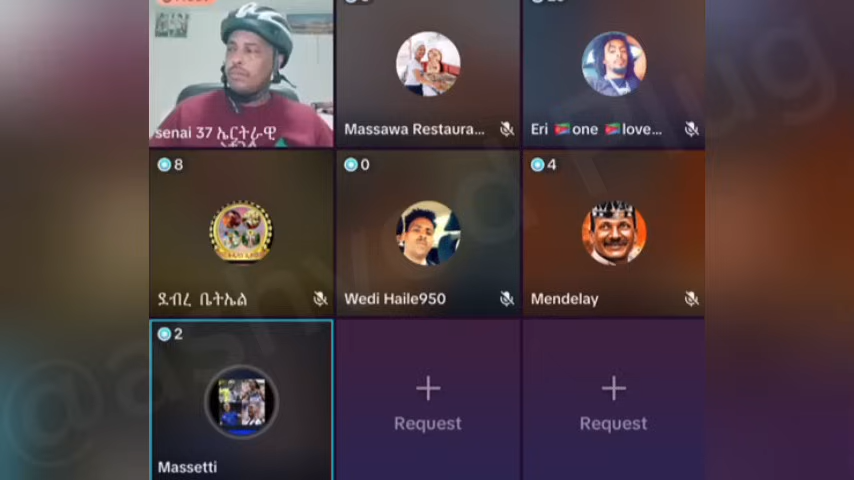 senai 37 ኤርትራዊ
Massawa Restaura...
Eri 🇪🇷one 🇪🇷love...
8
0
4
ደብረ ቤትኤል
Wedi Haile950
Mendelay
2
Request
Request
Massetti